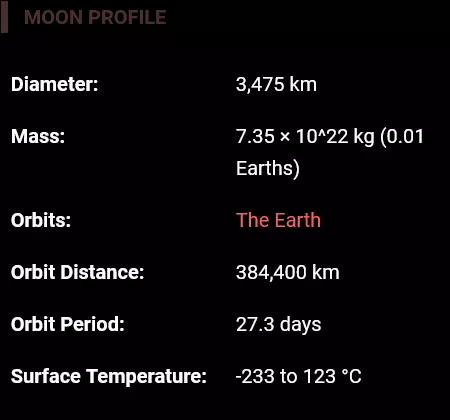 MOON PROFILE
Diameter: 3,475 km
Mass: 7.35 × 10^22 kg (0.01
Earths)
Orbits: The Earth
Orbit Distance: 384,400 km
Orbit Period: 27.3 days
Surface Temperature: -233 to 123 °C